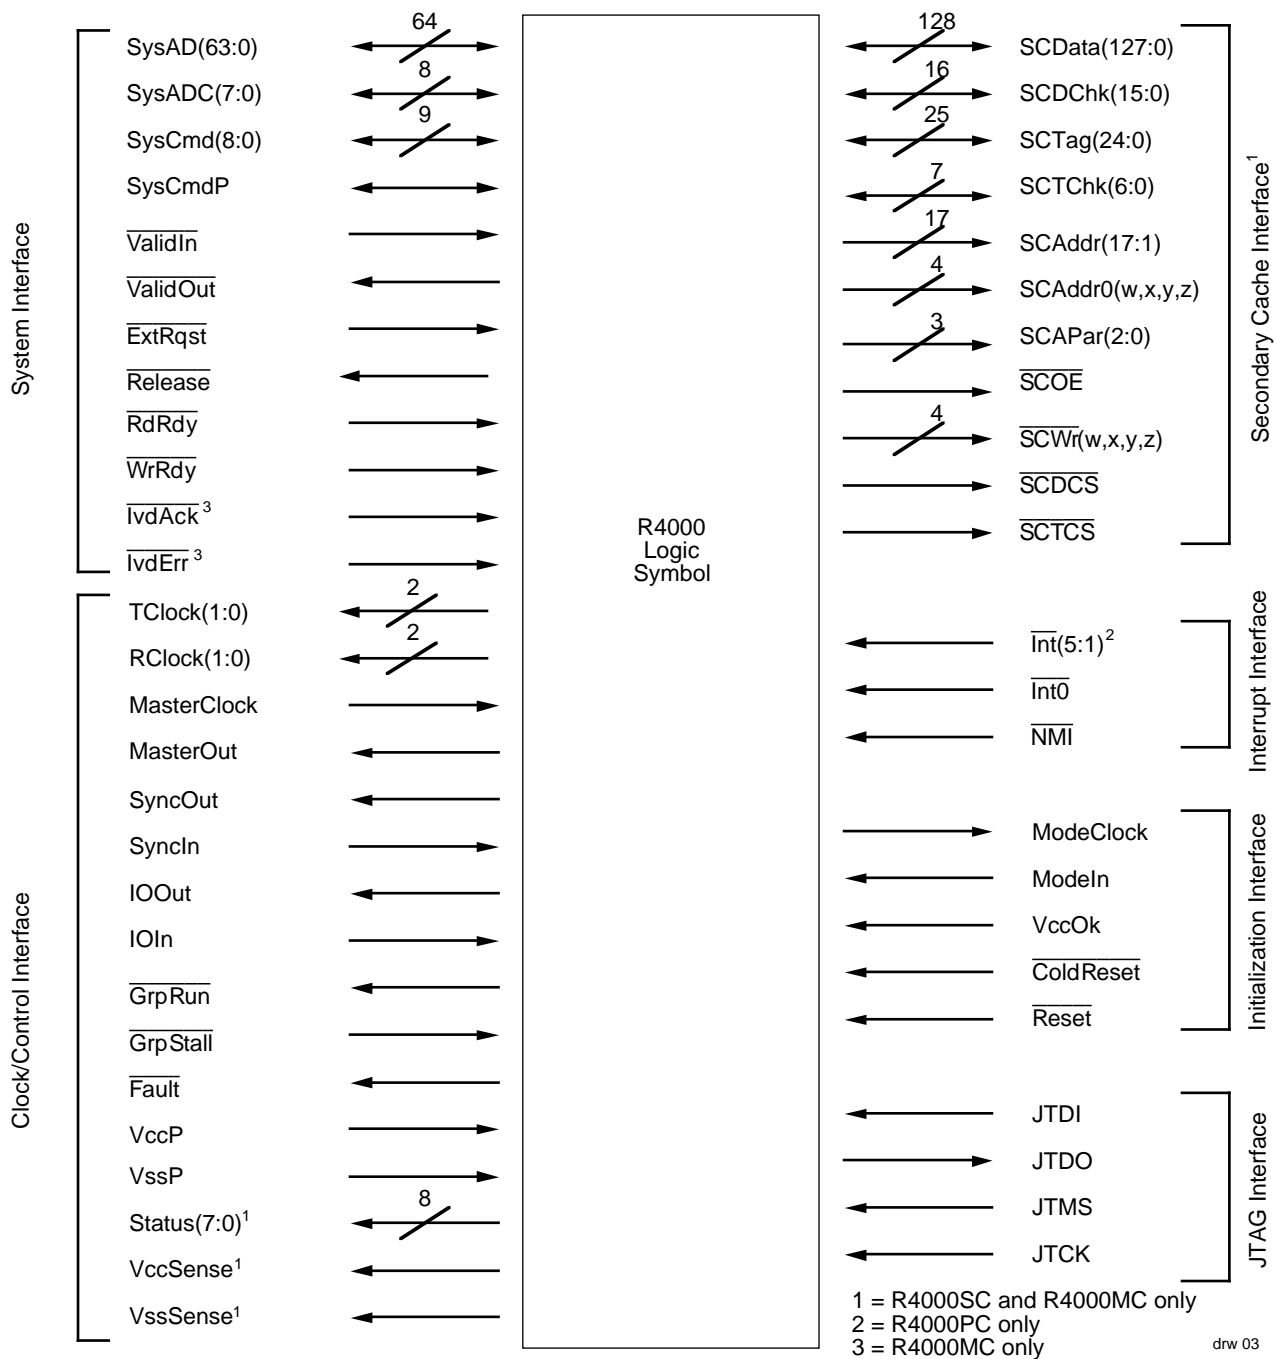 System Interface
SysAD(63:0)
64
SysADC(7:0)
8
SysCmd(8:0)
9
SysCmdP
ValidIn
ValidOut
ExtRqst
Release
RdRdy
WrRdy
IvdAck 3
IvdErr 3
Clock/Control Interface
TClock(1:0)
2
RClock(1:0)
2
MasterClock
MasterOut
SyncOut
SyncIn
IOOut
IOIn
GrpRun
GrpStall
Fault
VccP
VssP
Status(7:0)1
8
VccSense1
VssSense1
R4000
Logic
Symbol
128
SCData(127:0)
16
SCDChk(15:0)
25
SCTag(24:0)
7
SCTChk(6:0)
17
SCAddr(17:1)
4
SCAddr0(w,x,y,z)
3
SCAPar(2:0)
SCOE
4
SCWr(w,x,y,z)
SCDCS
SCTCS
Secondary Cache Interface1
Int(5:1)2
Int0
NMI
Interrupt Interface
ModeClock
ModeIn
VccOk
ColdReset
Reset
Initialization Interface
JTDI
JTDO
JTMS
JTCK
JTAG Interface
1 = R4000SC and R4000MC only
2 = R4000PC only
3 = R4000MC only
drw 03